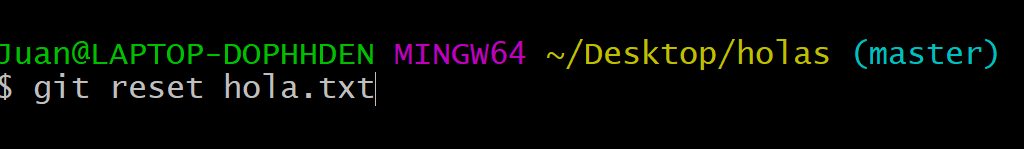 Juan@LAPTOP-DOPHHDEN MINGW64 ~/Desktop/holas (master)
$ git reset hola.txt